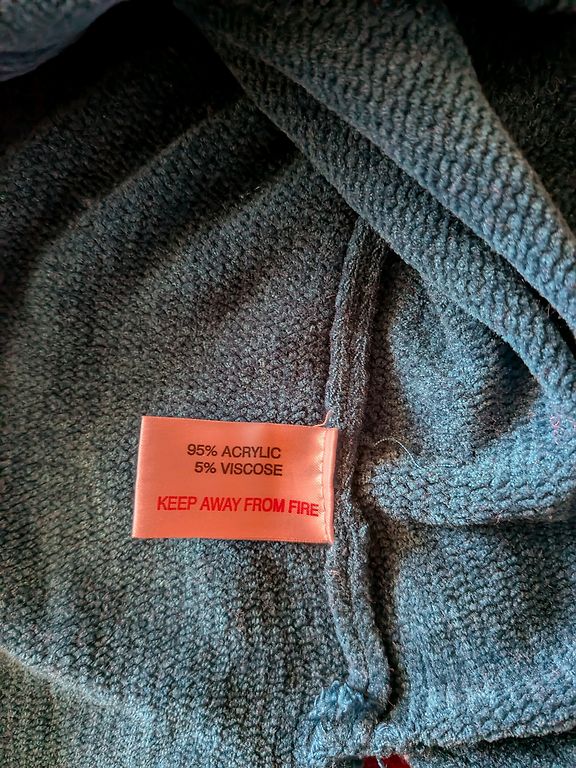 95% ACRYLIC
5% VISCOSE
KEEP AWAY FROM FIRE